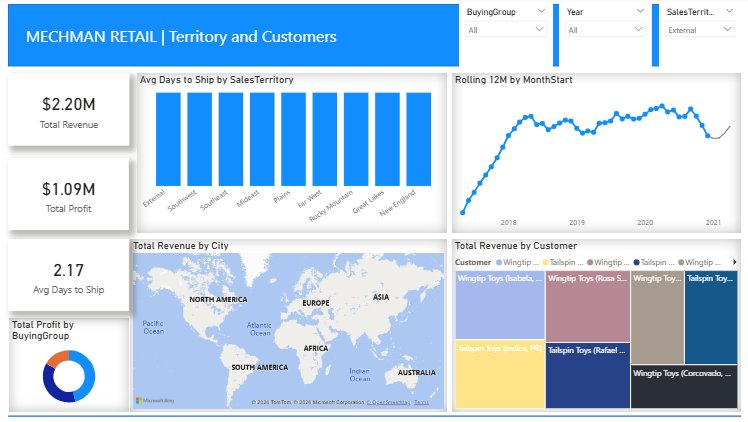 MECHMAN RETAIL | Territory and Customers
BuyingGroup
All
Year
All
SalesTerrit...
External
$2.20M
Total Revenue
$1.09M
Total Profit
2.17
Avg Days to Ship
Total Profit by
BuyingGroup
Avg Days to Ship by SalesTerritory
External
Southwest
Southeast
Mideast
Plains
Far West
Rocky Mountain
Great Lakes
New England
Rolling 12M by MonthStart
2018
2019
2020
2021
Total Revenue by City
NORTH AMERICA
EUROPE
ASIA
Pacific
Ocean
Atlantic
Ocean
AFRICA
SOUTH AMERICA
Indian
Ocean
AUSTRALIA
Microsoft Bing
© 2026 TomTom, © 2026 Microsoft Corporation, © OpenStreetMap Terms
Total Revenue by Customer
Customer
Wingtip ...
Tailspin ...
Wingtip ...
Tailspin ...
Wingtip ...
Wingtip Toys (Isabela, ...
Wingtip Toys (Rosa S...
Wingtip Toy...
Tailspin Toy...
Tailspin Toys (Indios, PR)
Tailspin Toys (Rafael ...
Wingtip Toys (Corcovado, ...